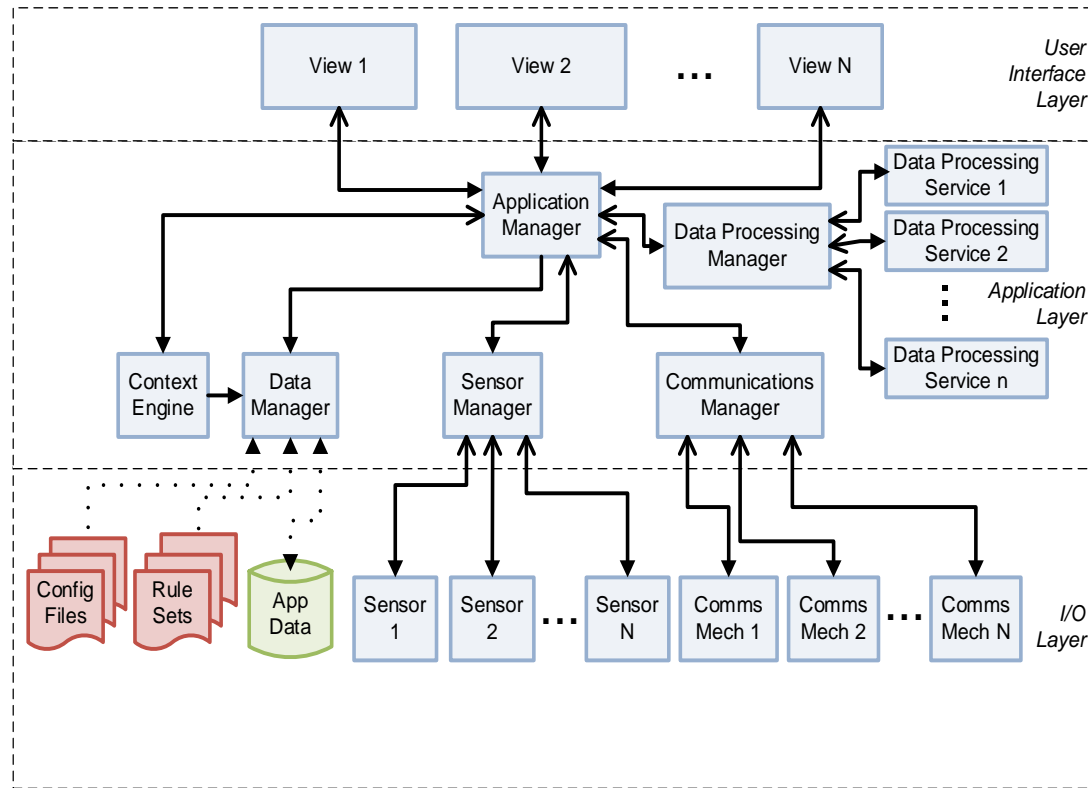 View 1
View 2
...
View N
User
Interface
Layer
Application
Manager
Data Processing
Manager
Data Processing
Service 1
Data Processing
Service 2
Application
Layer
Data Processing
Service n
Context
Engine
Data
Manager
Sensor
Manager
Communications
Manager
Config
Files
Rule
Sets
App
Data
Sensor
1
Sensor
2
...
Sensor
N
Comms
Mech 1
Comms
Mech 2
...
Comms
Mech N
I/O
Layer